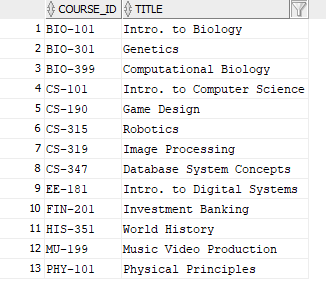 COURSE_ID TITLE
1 BIO-101 Intro. to Biology
2 BIO-301 Genetics
3 BIO-399 Computational Biology
4 CS-101 Intro. to Computer Science
5 CS-190 Game Design
6 CS-315 Robotics
7 CS-319 Image Processing
8 CS-347 Database System Concepts
9 EE-181 Intro. to Digital Systems
10 FIN-201 Investment Banking
11 HIS-351 World History
12 MU-199 Music Video Production
13 PHY-101 Physical Principles